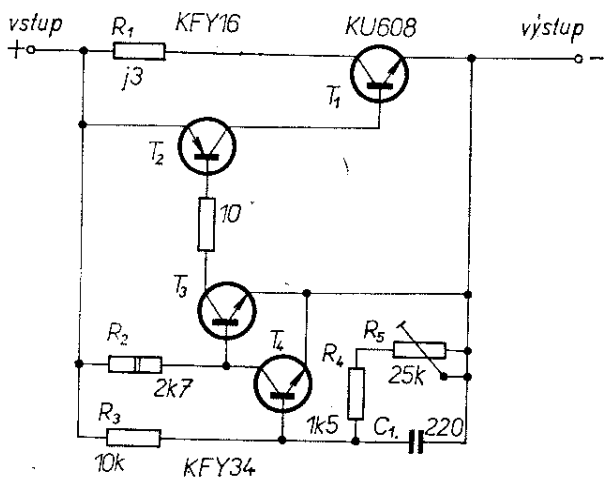 vstup
R1
KFY16
KU608
výstup
+
j3
T1
-
T2
10
T3
R2
T4
R5
R4
2k7
25k
R3
1k5
C1.
220
10k
KFY34